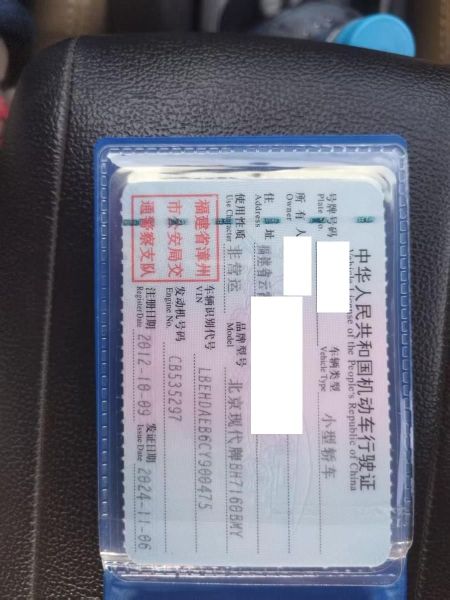 中华人民共和国机动车行驶证
Vehicle License of the People's Republic of China
号牌号码
Plate No.
车辆类型
Vehicle Type
小型轿车
所有人
Owner
住址
Address
福建省云
使用性质
Use Character
非营运
品牌型号
Model
北京现代牌BH7160BMY
福建省漳州
市公安局交
通警察支队
车辆识别代号
VIN
LBEHDAEB6CY900475
发动机号码
Engine No.
CB535297
注册日期
Register Date
2012-10-09
发证日期
Issue Date
2024-11-06